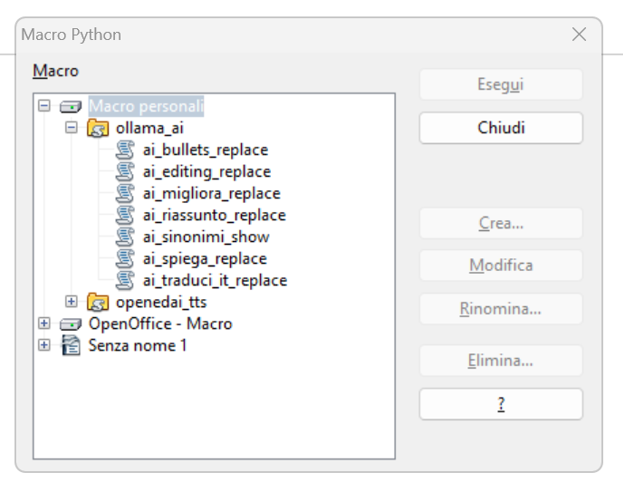 Macro Python
Macro
Macro personali
ollama_ai
ai_bullets_replace
ai_editing_replace
ai_migliora_replace
ai_riassunto_replace
ai_sinonimi_show
ai_spiega_replace
ai_traduci_it_replace
openedai_tts
OpenOffice - Macro
Senza nome 1
Esegui
Chiudi
Crea...
Modifica
Rinomina...
Elimina...
?